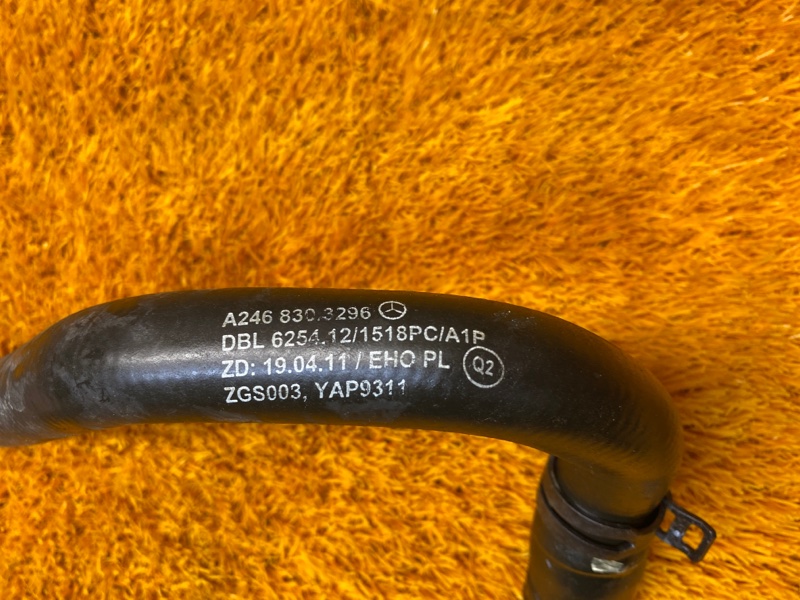 A246 830.3296
DBL 6254.12/1518PC/A1P
ZD: 19.04.11 / EHO PL Q2
ZGS003, YAP9311